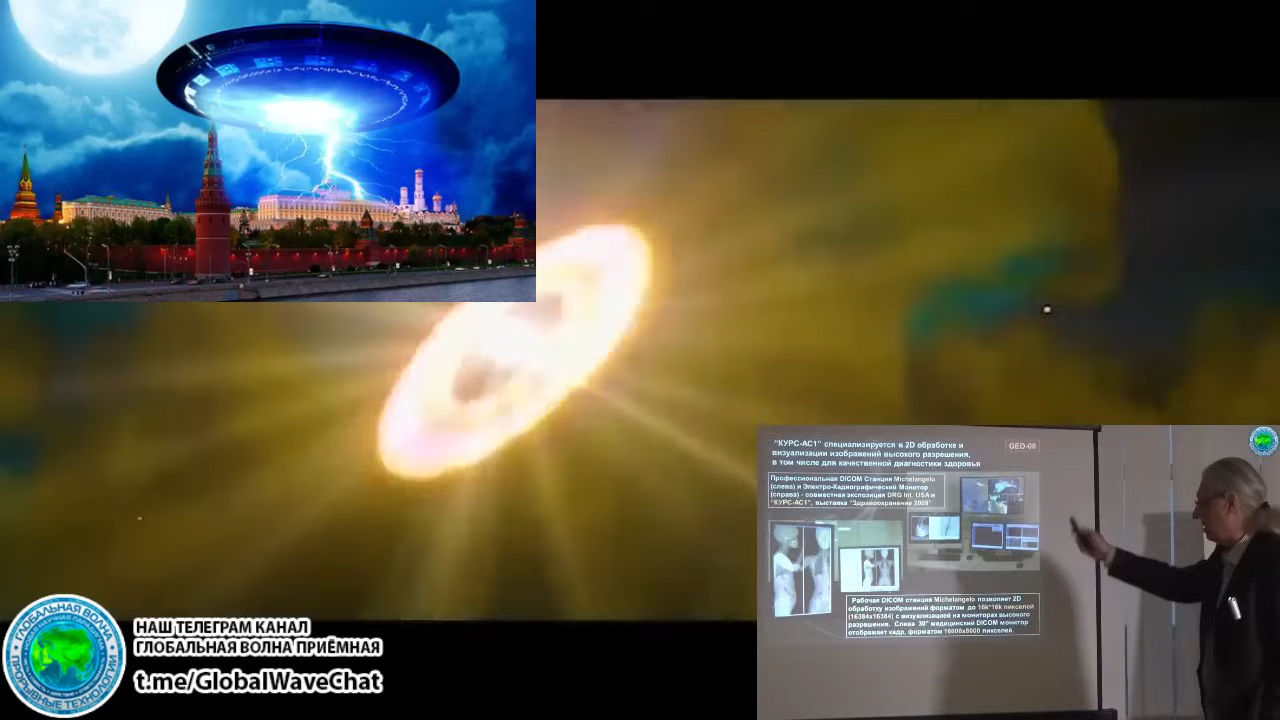 "КУРС-АС1" специализируется в 2D обработке и
визуализации изображений высокого разрешения,
в том числе для качественной диагностики здоровья
GED-08
Профессиональная DICOM Станция Michelangelo
(слева) и Электро-Кадиографический Монитор
(справа) - совместная экспозиция DRG Int. USA и
"КУРС-АС1", выставка "Здравоохранение 2009"
Рабочая DICOM станция Michelangelo позволяет 2D
обработку изображений форматом до 16k*16k пикселей
(16384x16384) с визуализацией на мониторах высокого
разрешения. Слева 30" медицинский DICOM монитор
отображает кадр, форматом 16000x8000 пикселей.
ГЛОБАЛЬНАЯ ВОЛНА
ПРОРЫВНЫЕ ТЕХНОЛОГИИ
НАШ ТЕЛЕГРАМ КАНАЛ
ГЛОБАЛЬНАЯ ВОЛНА ПРИЁМНАЯ
t.me/GlobalWaveChat